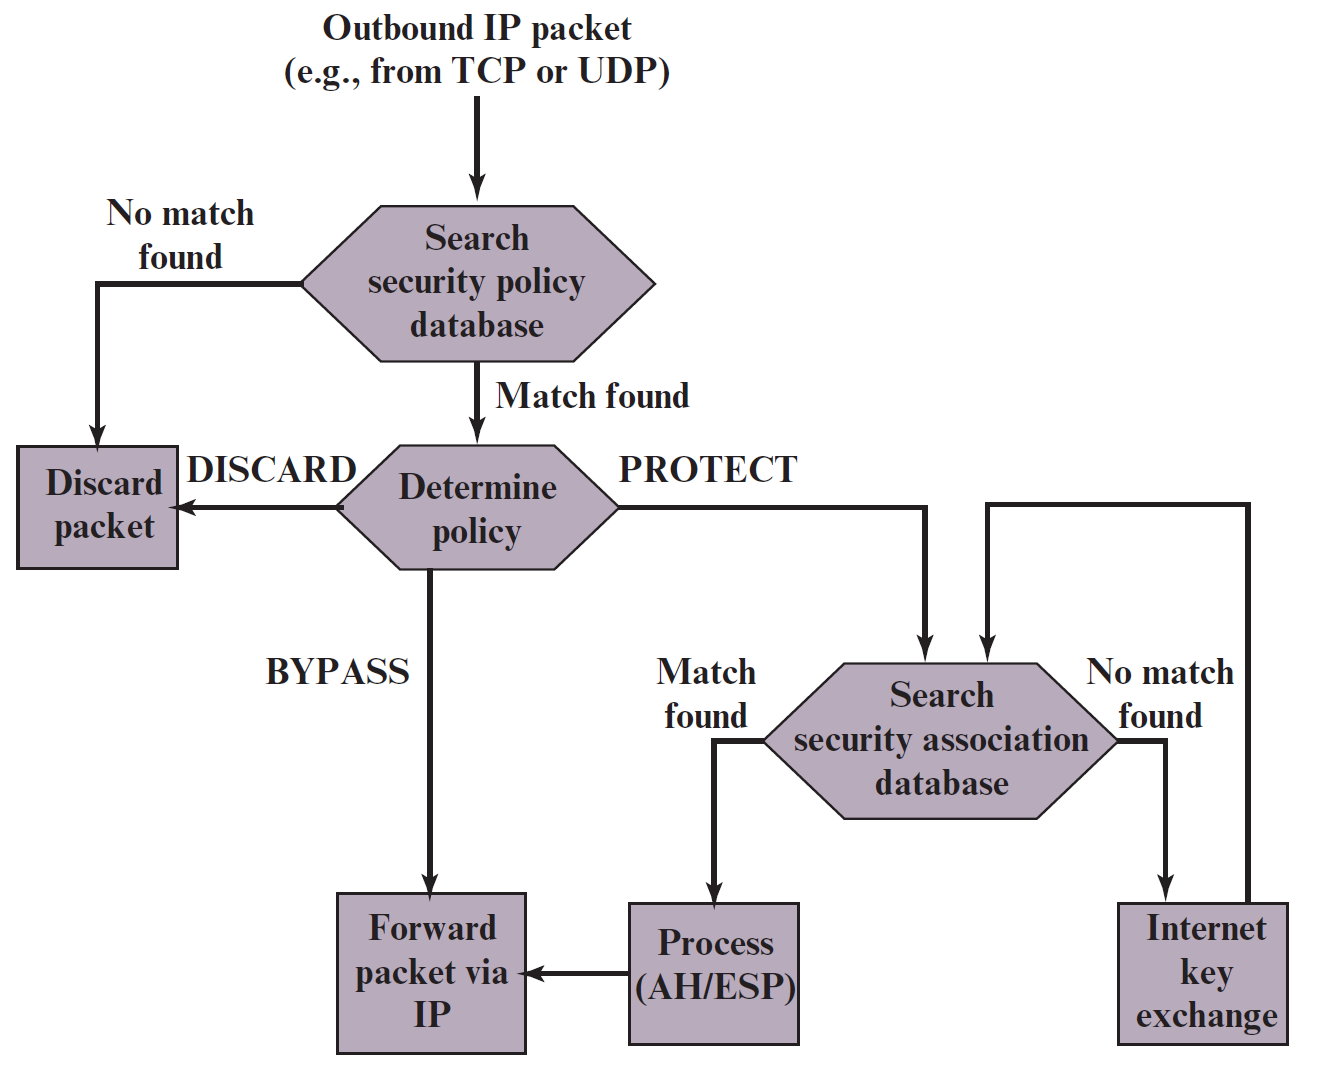 Outbound IP packet
(e.g., from TCP or UDP)
No match
found
Search
security policy
database
Match found
DISCARD
PROTECT
Discard
packet
Determine
policy
BYPASS
Match
found
No match
found
Search
security association
database
Forward
packet via
IP
Process
(AH/ESP)
Internet
key
exchange